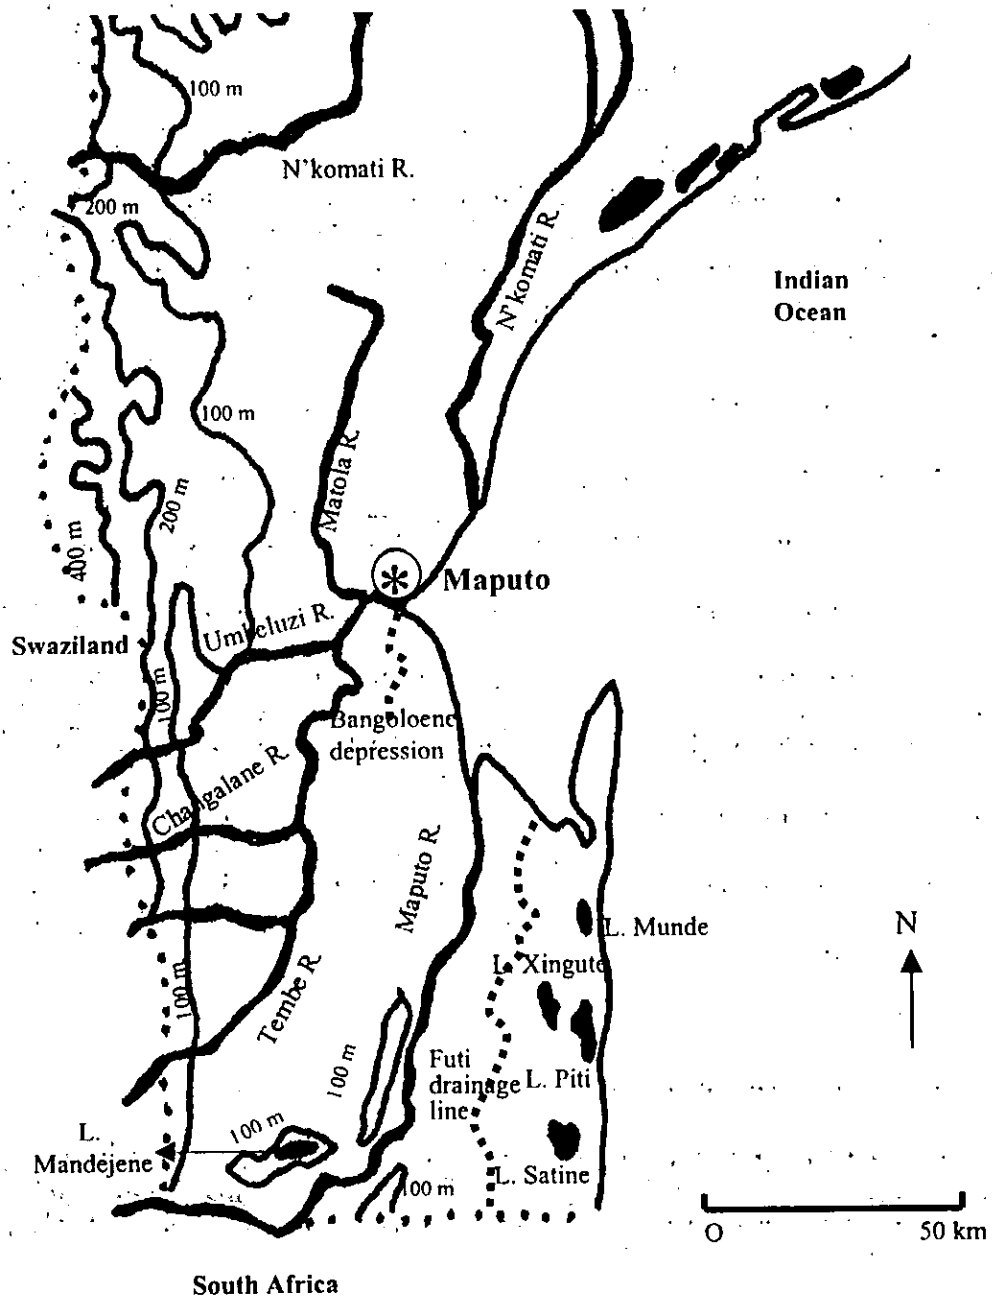 100 m
N'komati R.
200 m
N'komati R.
Indian
Ocean
100 m
Matola R.
200 m
400 m
Maputo
Umbeluzi R.
Swaziland
100 m
Bangoloene
depression
Changalane R.
Maputo R.
L. Munde
N
L. Xingute
100 m
Tembe R.
Futi
drainage
line
L. Piti
100 m
100 m
L.
Mandejene
L. Satine
100 m
O
50 km
South Africa